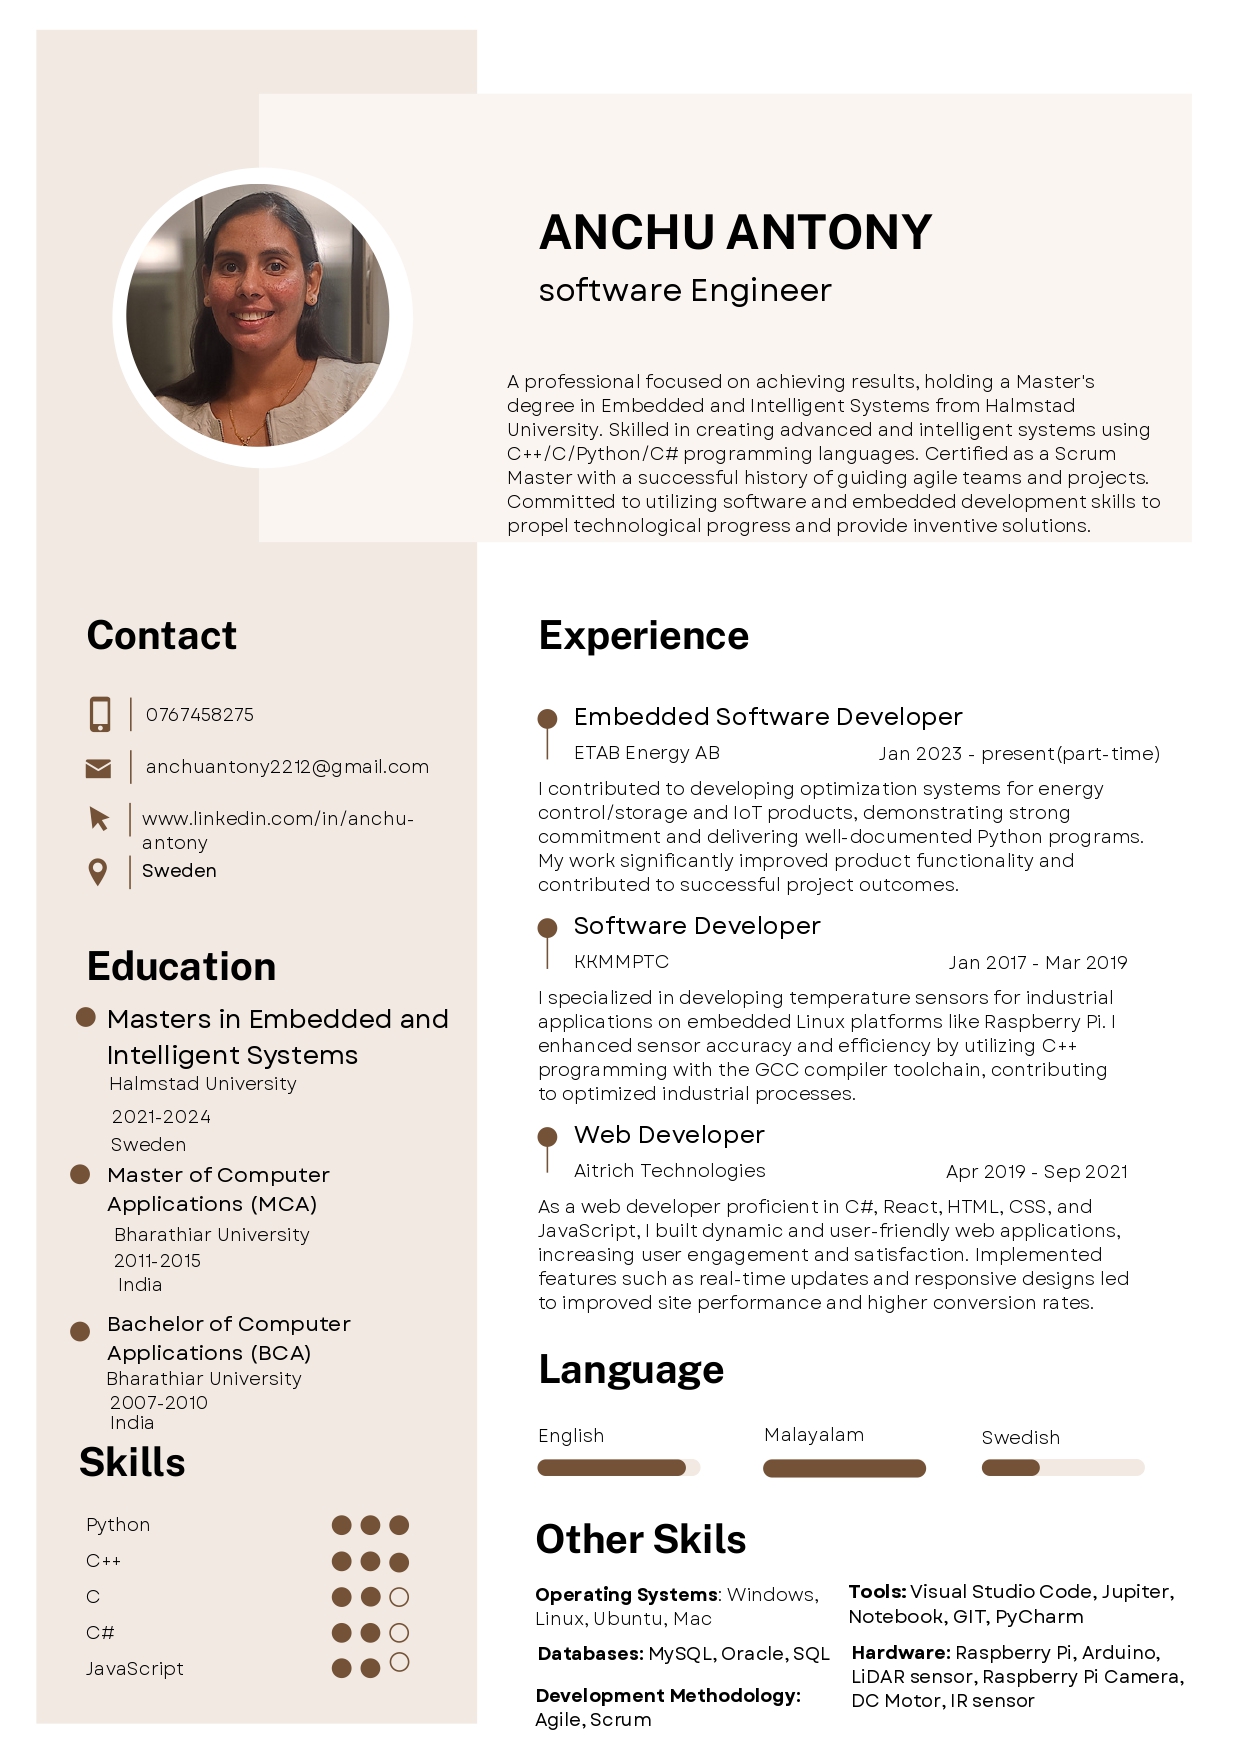 ANCHU ANTONY
software Engineer
A professional focused on achieving results, holding a Master's
degree in Embedded and Intelligent Systems from Halmstad
University. Skilled in creating advanced and intelligent systems using
C++/C/Python/C# programming languages. Certified as a Scrum
Master with a successful history of guiding agile teams and projects.
Committed to utilizing software and embedded development skills to
propel technological progress and provide inventive solutions.
Contact
0767458275
anchuantony2212@gmail.com
www.linkedin.com/in/anchu-
antony
Sweden
Education
Masters in Embedded and
Intelligent Systems
Halmstad University
2021-2024
Sweden
Master of Computer
Applications (MCA)
Bharathiar University
2011-2015
India
Bachelor of Computer
Applications (BCA)
Bharathiar University
2007-2010
India
Skills
Python
C++
C
C#
JavaScript
Experience
Embedded Software Developer
ETAB Energy AB Jan 2023 - present(part-time)
I contributed to developing optimization systems for energy
control/storage and IoT products, demonstrating strong
commitment and delivering well-documented Python programs.
My work significantly improved product functionality and
contributed to successful project outcomes.
Software Developer
KKMMPTC Jan 2017 - Mar 2019
I specialized in developing temperature sensors for industrial
applications on embedded Linux platforms like Raspberry Pi. I
enhanced sensor accuracy and efficiency by utilizing C++
programming with the GCC compiler toolchain, contributing
to optimized industrial processes.
Web Developer
Aitrich Technologies Apr 2019 - Sep 2021
As a web developer proficient in C#, React, HTML, CSS, and
JavaScript, I built dynamic and user-friendly web applications,
increasing user engagement and satisfaction. Implemented
features such as real-time updates and responsive designs led
to improved site performance and higher conversion rates.
Language
English Malayalam Swedish
Other Skils
Operating Systems: Windows,
Linux, Ubuntu, Mac
Databases: MySQL, Oracle, SQL
Development Methodology:
Agile, Scrum
Tools: Visual Studio Code, Jupiter,
Notebook, GIT, PyCharm
Hardware: Raspberry Pi, Arduino,
LiDAR sensor, Raspberry Pi Camera,
DC Motor, IR sensor